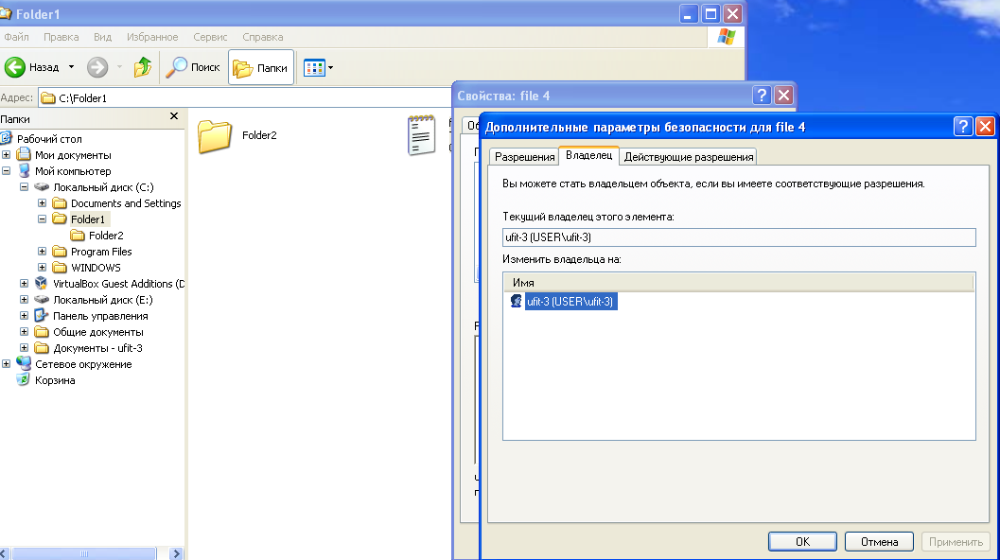 Folder1
Файл Правка Вид Избранное Сервис Справка
Назад Поиск Папки
Адрес: C:\Folder1
Папки
Рабочий стол
Мои документы
Мой компьютер
Локальный диск (C:)
Documents and Settings
Folder1
Folder2
Program Files
WINDOWS
VirtualBox Guest Additions (D
Локальный диск (E:)
Панель управления
Общие документы
Документы - ufit-3
Сетевое окружение
Корзина
Folder2
Свойства: file 4
Дополнительные параметры безопасности для file 4
Разрешения Владелец Действующие разрешения
Вы можете стать владельцем объекта, если вы имеете соответствующие разрешения.
Текущий владелец этого элемента:
ufit-3 (USER\ufit-3)
Изменить владельца на:
Имя
ufit-3 (USER\ufit-3)
OK Отмена Применить